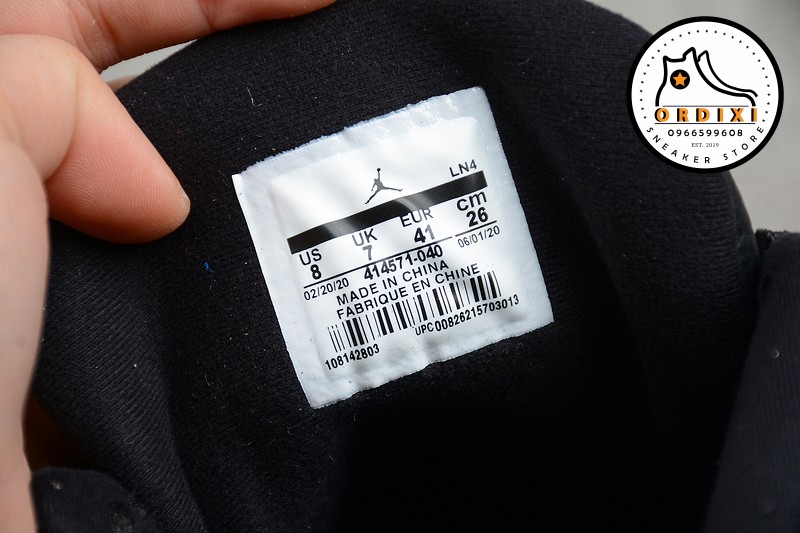 LN4
US UK EUR cm
8 7 41 26
02/20/20 414571-040 06/01/20
MADE IN CHINA
FABRIQUE EN CHINE
108142803 UPC00826215703013
ORDIXI
0966599608
EST. 2019
SNEAKER STORE